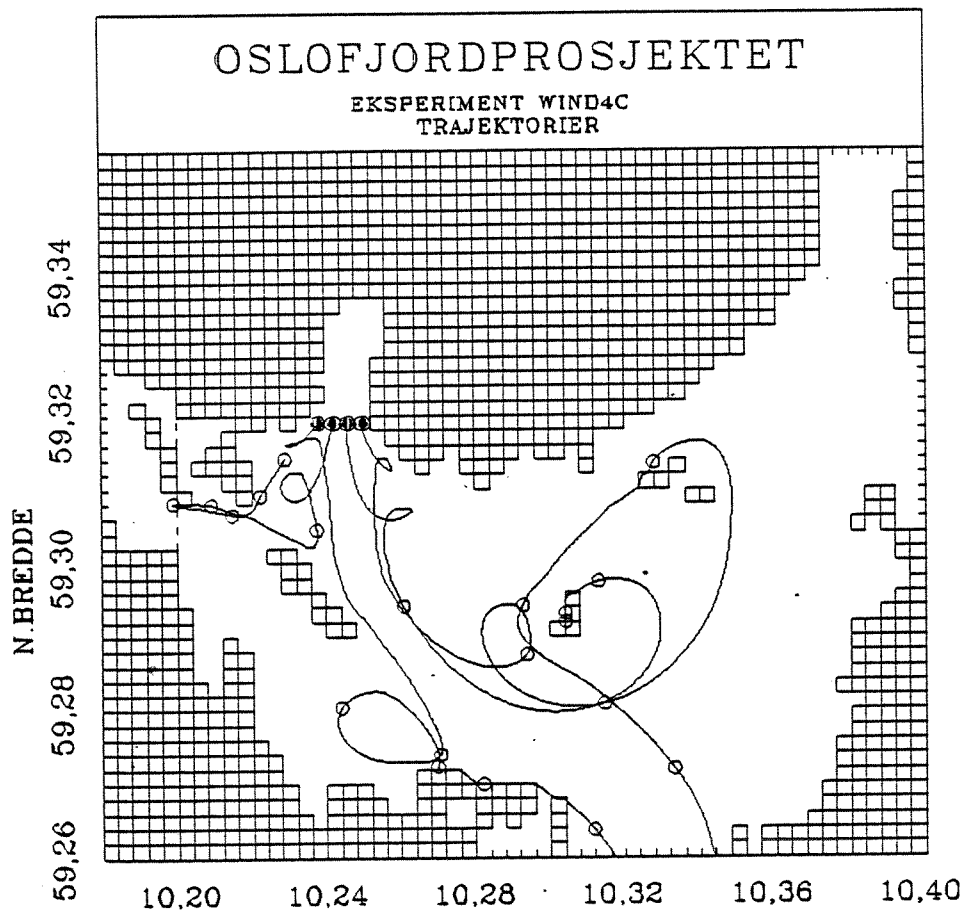 OSLOFJORDPROSJEKTET
EKSPERIMENT WIND4C
TRAJEKTORIER
59,34
59,32
59,30
59,28
59,26
N.BREDDE
10,20 10,24 10,28 10,32 10,36 10,40